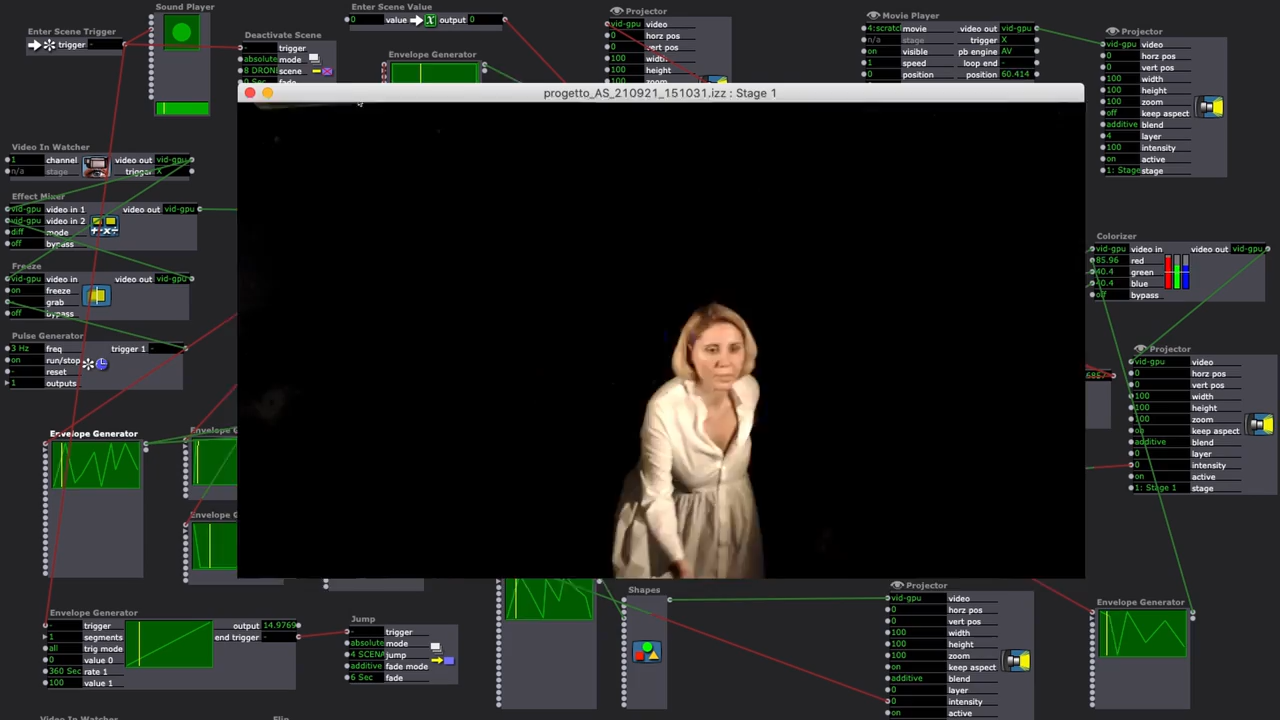 Enter Scene Trigger
trigger -
Sound Player
Deactivate Scene
- trigger
absolute mode
8 DRON scene
0 Sec fade
Enter Scene Value
0 value output 0
Envelope Generator
Projector
vid-gpu video
0 horz pos
0 vert pos
100 width
100 height
100 zoom
Movie Player
4:scratc movie video out vid-gpu
n/a trigger X
on visible pb engine AV
1 speed loop end -
0 position position 60.414
Projector
vid-gpu video
0 horz pos
0 vert pos
100 width
100 height
100 zoom
off keep aspect
additive blend
4 layer
100 intensity
on active
1: Stage stage
progetto_AS_210921_151031.izz : Stage 1
Video In Watcher
1 channel video out vid-gpu
n/a stage trigger X
Effect Mixer
vid-gpu video in 1 video out vid-gpu
vid-gpu video in 2
diff mode
off bypass
Freeze
vid-gpu video in video out vid-gpu
on freeze
grab
off bypass
Pulse Generator
3 Hz freq trigger 1 -
on run/stop
- reset
1 outputs
Envelope Generator
Envelope G
Envelope G
Colorizer
vid-gpu video in video out vid-gpu
85.96 red
40.4 green
40.4 blue
off bypass
Projector
vid-gpu video
0 horz pos
0 vert pos
100 width
100 height
100 zoom
on keep aspect
additive blend
0 layer
0 intensity
on active
1: Stage 1 stage
Envelope Generator
- trigger output 14.9769
1 segments end trigger -
all trig mode
0 value 0
360 Sec rate 1
100 value 1
Jump
- trigger
absolute mode
4 SCENA jump
additive fade mode
6 Sec fade
Shapes
Projector
vid-gpu video
0 horz pos
0 vert pos
100 width
100 height
100 zoom
on keep aspect
additive blend
0 layer
0 intensity
on active
Envelope Generator
Video In Watcher
Flip